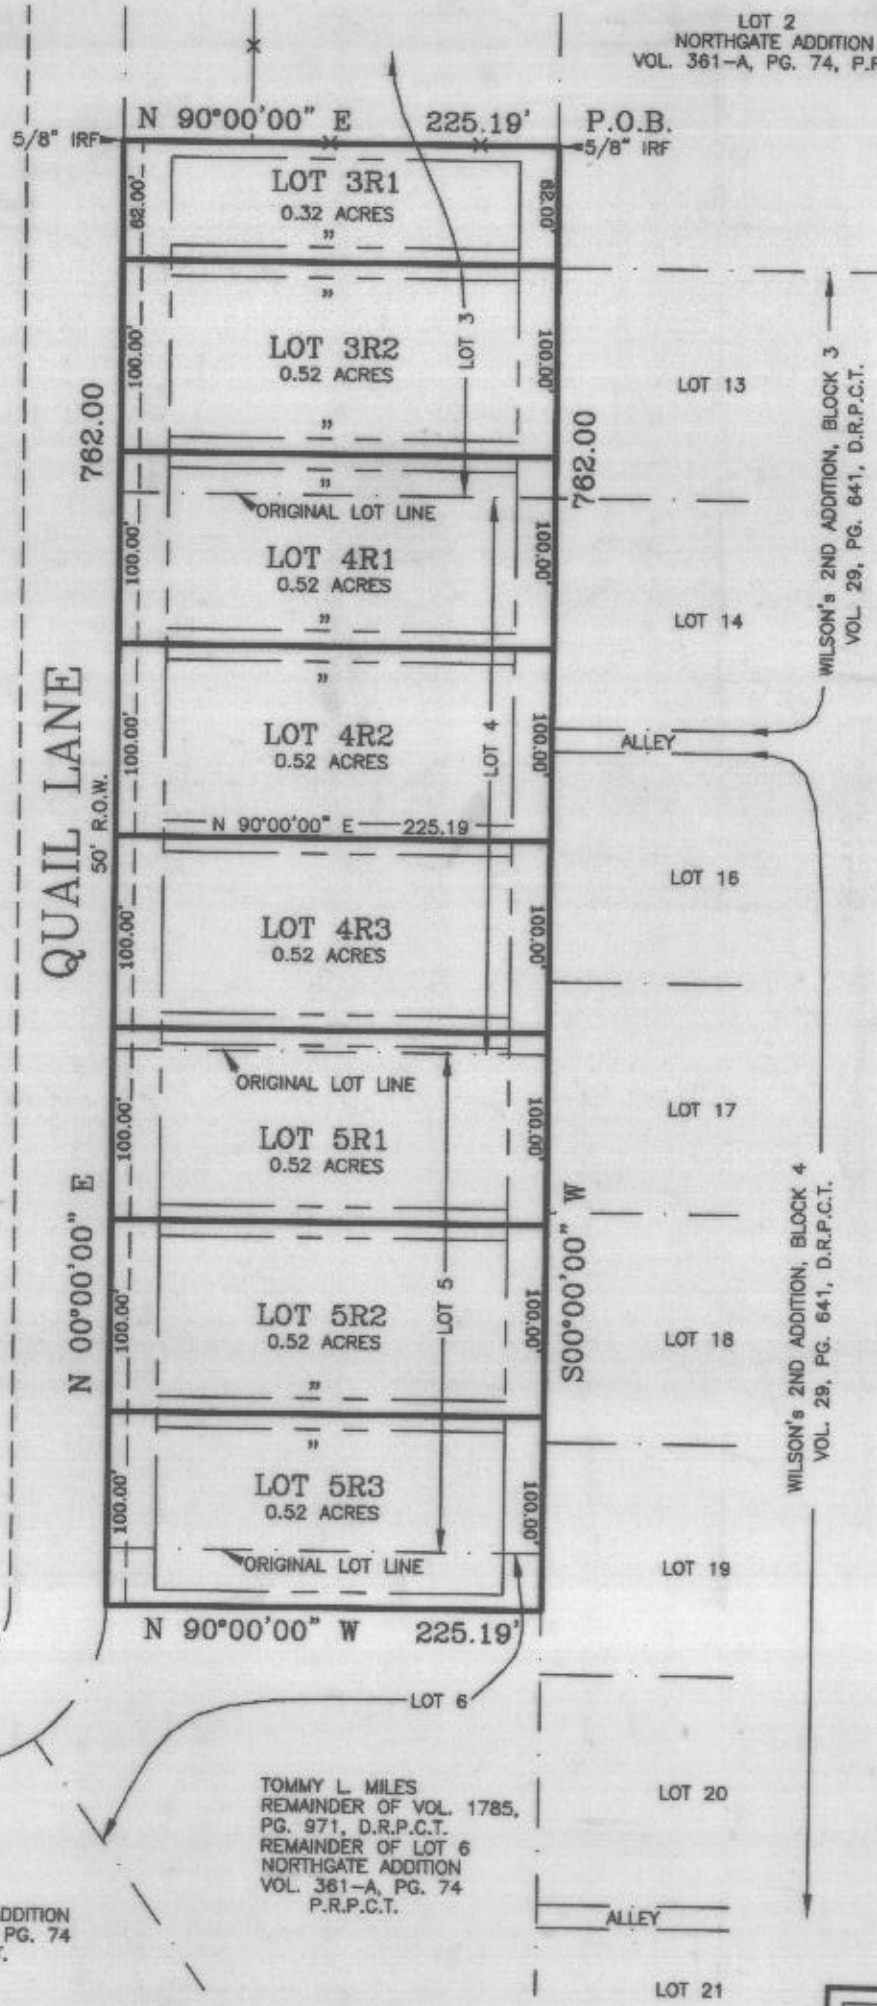 LOT 2
NORTHGATE ADDITION
VOL. 361-A, PG. 74,
N 90°00'00" E 225.19' P.O.B.
5/8" IRF
5/8" IRF
LOT 3R1
0.32 ACRES
"
62.00'
62.00'
"
LOT 3R2
0.52 ACRES
"
100.00'
100.00'
LOT 3
LOT 13
762.00
762.00
WILSON's 2ND ADDITION, BLOCK 3
VOL. 29, PG. 641, D.R.P.C.T.
"
ORIGINAL LOT LINE
LOT 4R1
0.52 ACRES
"
100.00'
100.00'
LOT 14
"
LOT 4R2
0.52 ACRES
100.00'
100.00'
LOT 4
ALLEY
QUAIL LANE
50' R.O.W.
N 90°00'00" E 225.19
LOT 4R3
0.52 ACRES
100.00'
100.00'
LOT 16
ORIGINAL LOT LINE
LOT 5R1
0.52 ACRES
100.00'
100.00'
LOT 17
N 00°00'00" E
S00°00'00" W
WILSON's 2ND ADDITION, BLOCK 4
VOL. 29, PG. 641, D.R.P.C.T.
LOT 5R2
0.52 ACRES
"
100.00'
100.00'
LOT 5
LOT 18
"
LOT 5R3
0.52 ACRES
100.00'
100.00'
ORIGINAL LOT LINE
LOT 19
N 90°00'00" W 225.19'
LOT 6
TOMMY L. MILES
REMAINDER OF VOL. 1785,
PG. 971, D.R.P.C.T.
REMAINDER OF LOT 6
NORTHGATE ADDITION
VOL. 361-A, PG. 74
P.R.P.C.T.
LOT 20
PG. 74
ALLEY
LOT 21